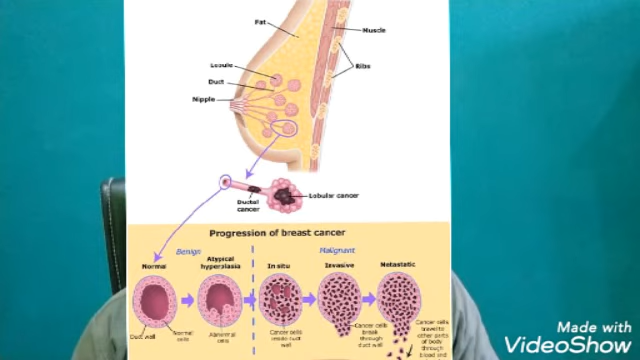 Fat
Muscle
Lobule
Ribs
Duct
Nipple
Ductal
cancer
Lobular cancer
Progression of breast cancer
Benign
Malignant
Normal
Atypical
hyperplasia
In situ
Invasive
Metastatic
Duct wall
Normal
cells
Abnormal
cells
Cancer cells
inside duct
wall
Cancer cells
break
through
duct wall
Cancer cells
travel to
other parts
of body
through
blood and
Made with
VideoShow